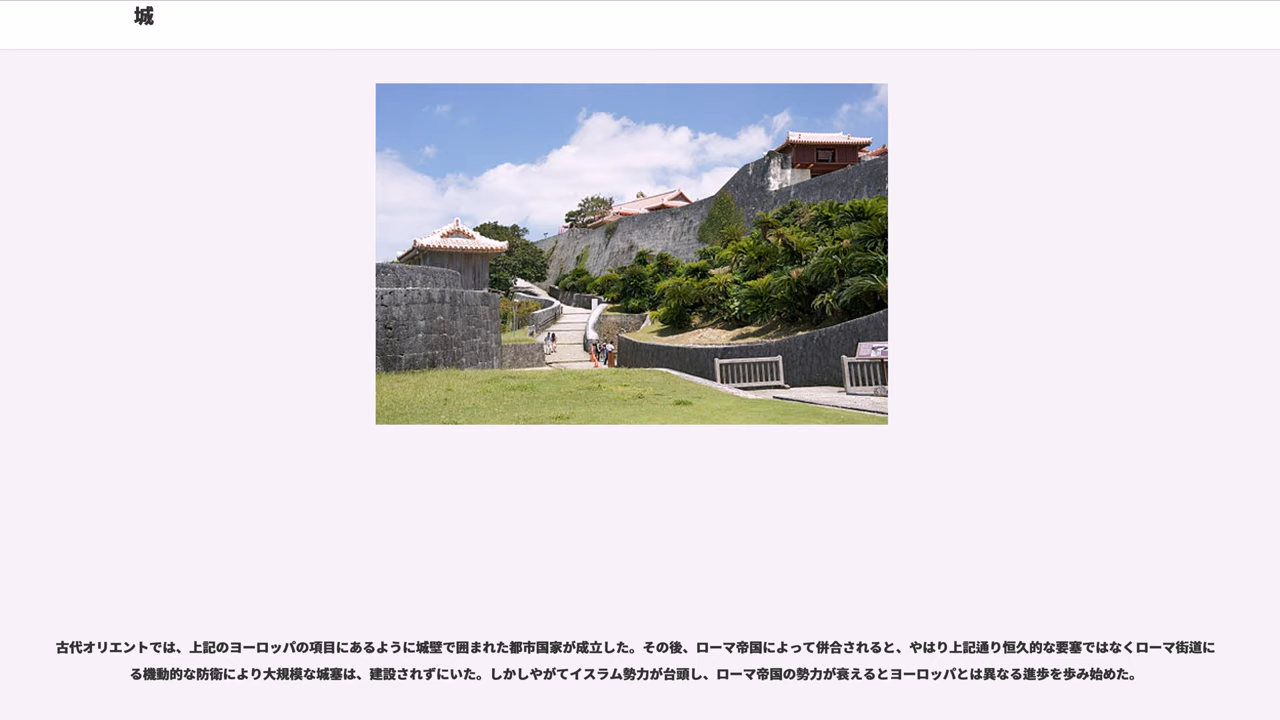 城
古代オリエントでは、上記のヨーロッパの項目にあるように城壁で囲まれた都市国家が成立した。その後、ローマ帝国によって併合されると、やはり上記通り恒久的な要塞ではなくローマ街道に
る機動的な防衛により大規模な城塞は、建設されずにいた。しかしやがてイスラム勢力が台頭し、ローマ帝国の勢力が衰えるとヨーロッパとは異なる進歩を歩み始めた。